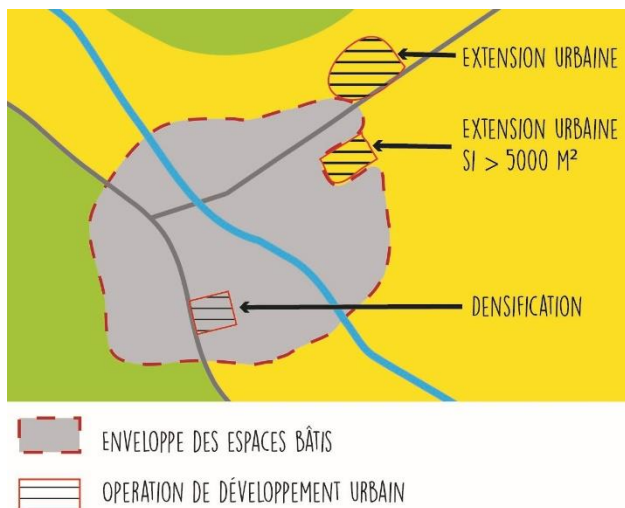 EXTENSION URBAINE
EXTENSION URBAINE
SI > 5000 M²
DENSIFICATION
ENVELOPPE DES ESPACES BÂTIS
OPERATION DE DÉVELOPPEMENT URBAIN